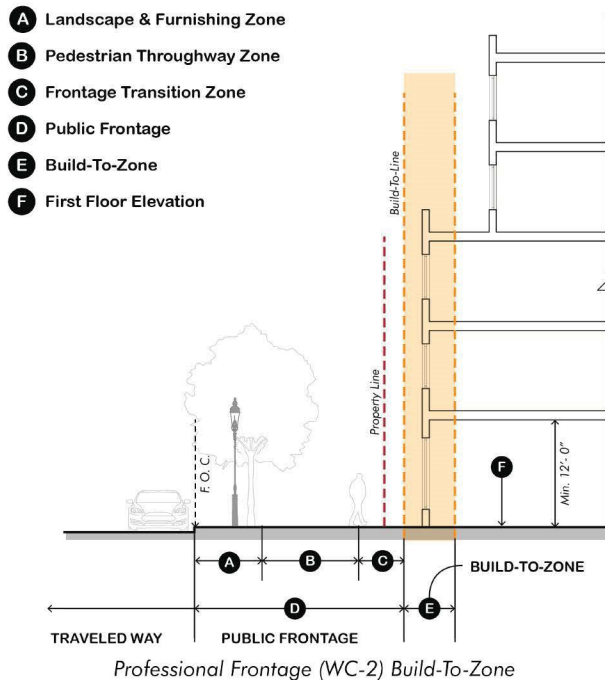 A Landscape & Furnishing Zone
B Pedestrian Throughway Zone
C Frontage Transition Zone
D Public Frontage
E Build-To-Zone
F First Floor Elevation
Build-To-Line
Property Line
F. O. C.
F
Min. 12'- 0"
A B C
BUILD-TO-ZONE
D E
TRAVELED WAY PUBLIC FRONTAGE
Professional Frontage (WC-2) Build-To-Zone